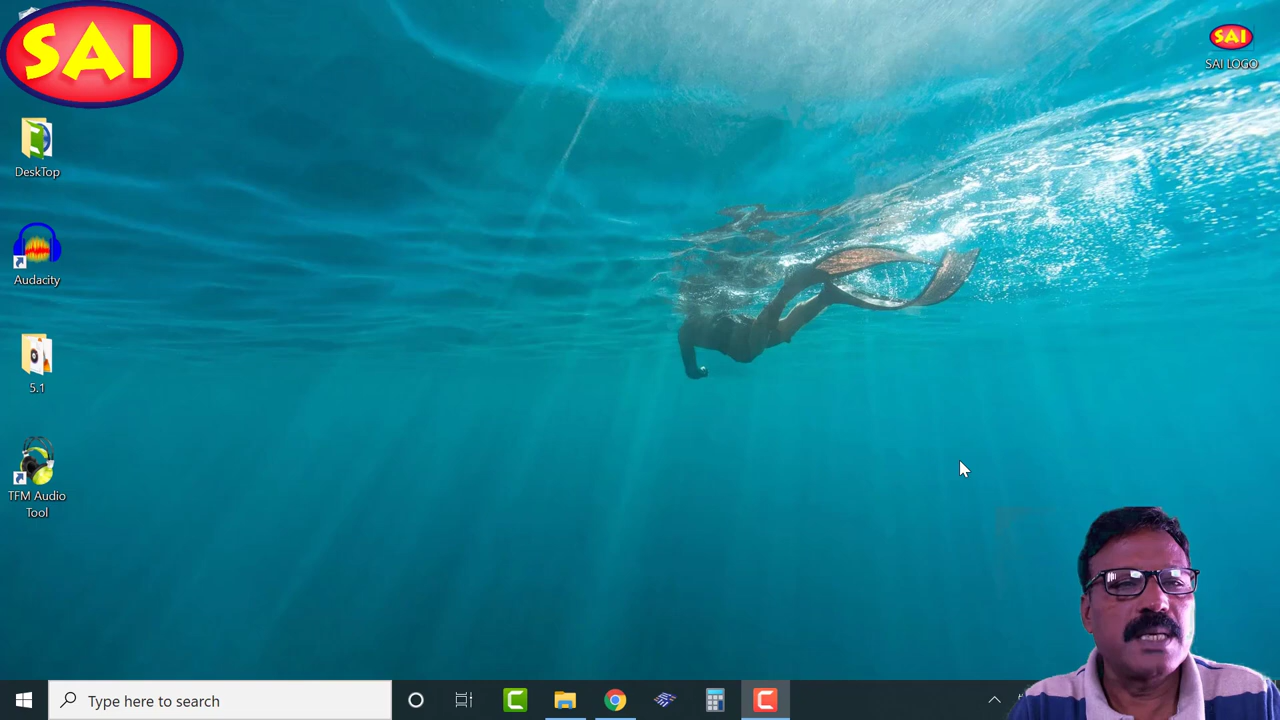 SAI
SAI
SAI LOGO
DeskTop
Audacity
5.1
TFM Audio
Tool
Type here to search